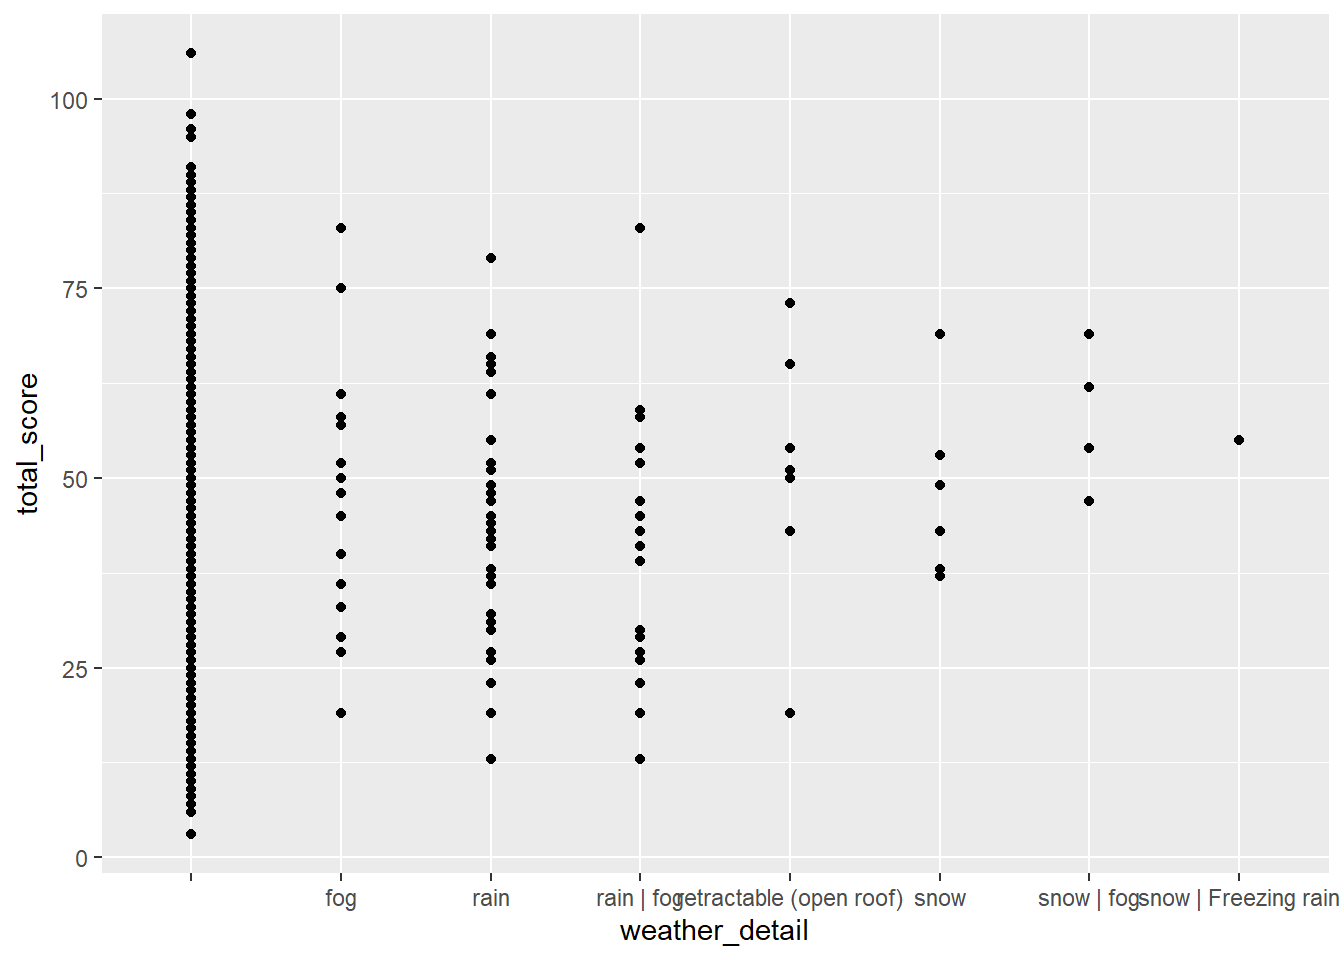 100
75
50
25
0
total_score
fog rain rain | fog retractable (open roof) snow snow | fog snow | Freezing rain
weather_detail